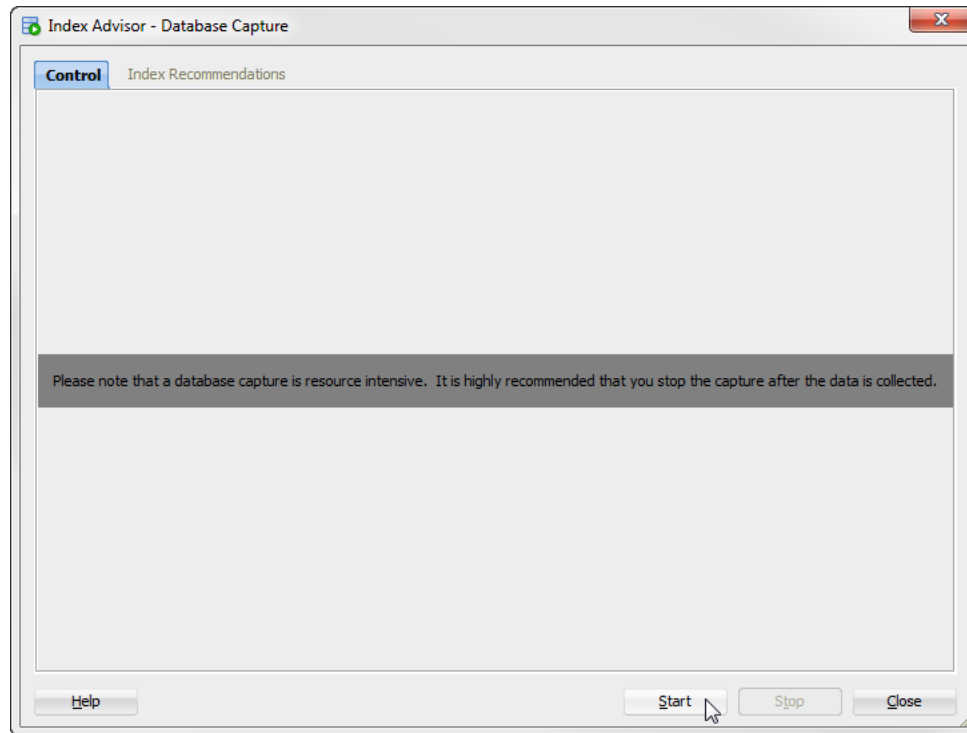 Index Advisor - Database Capture
Control Index Recommendations
Please note that a database capture is resource intensive.  It is highly recommended that you stop the capture after the data is collected.
Help Start Stop Close